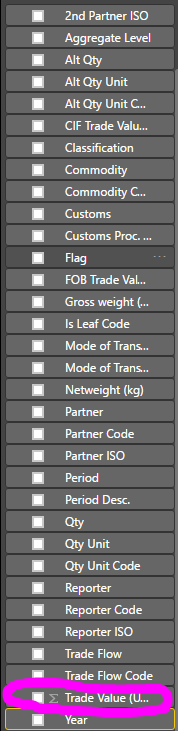 2nd Partner ISO
Aggregate Level
Alt Qty
Alt Qty Unit
Alt Qty Unit C...
CIF Trade Valu...
Classification
Commodity
Commodity C...
Customs
Customs Proc. ...
Flag ...
FOB Trade Val...
Gross weight (...
Is Leaf Code
Mode of Trans...
Mode of Trans...
Netweight (kg)
Partner
Partner Code
Partner ISO
Period
Period Desc.
Qty
Qty Unit
Qty Unit Code
Reporter
Reporter Code
Reporter ISO
Trade Flow
Trade Flow Code
Σ Trade Value (U...
Year